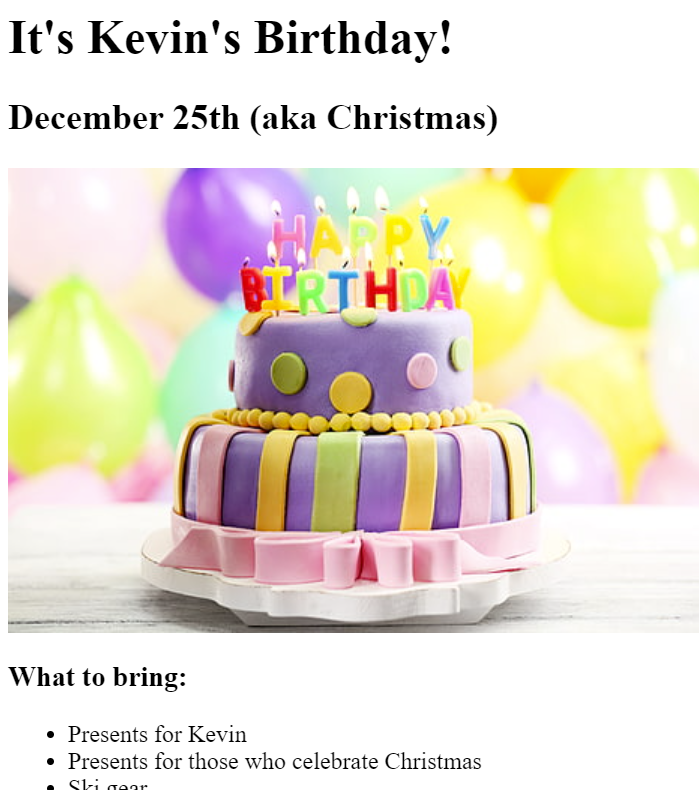 It's Kevin's Birthday!
December 25th (aka Christmas)
HAPPY
BIRTHDAY
What to bring:
Presents for Kevin
Presents for those who celebrate Christmas
Ski gear